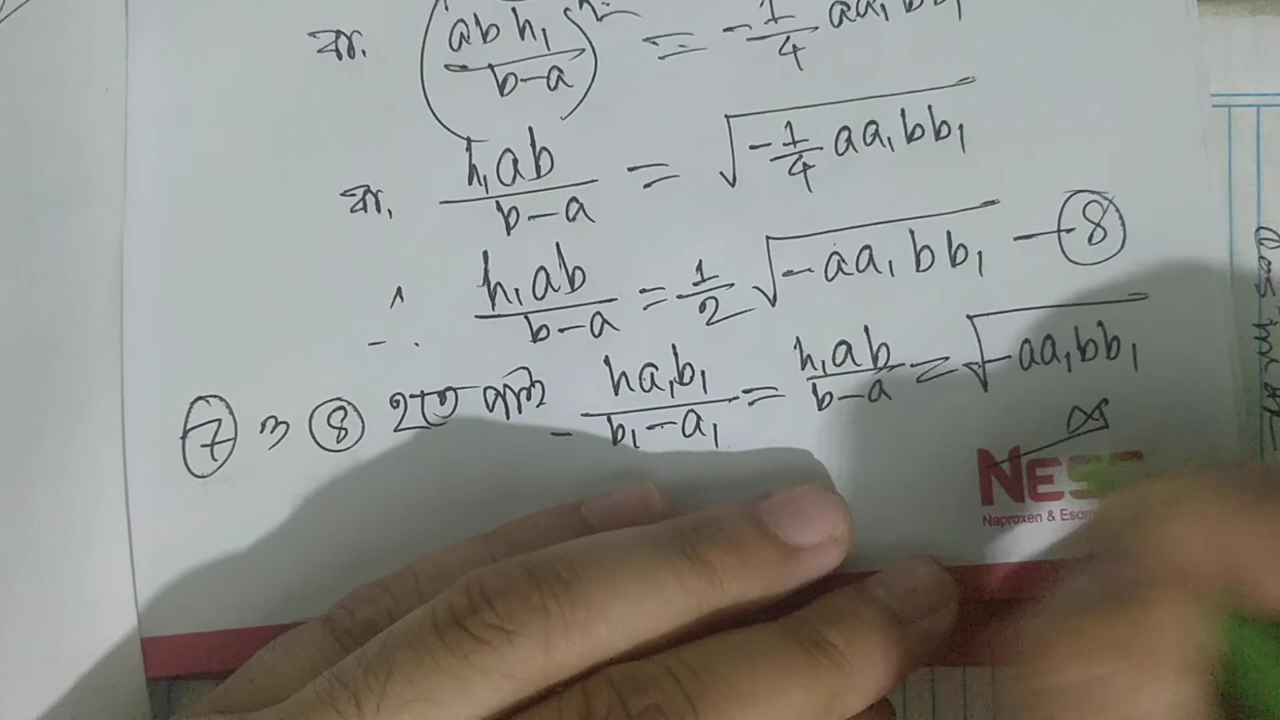 বা. (abh₁/b-a)² = -1/4 aa₁bb₁
বা, h₁ab/b-a = √(-1/4 aa₁bb₁)
∴ h₁ab/b-a = 1/2 √(-aa₁bb₁) — ⑧
⑦ ও ⑧ হতে পাই - ha₁b₁/b₁-a₁ = h₁ab/b-a = √(-aa₁bb₁)
NES
Naproxen & Esom